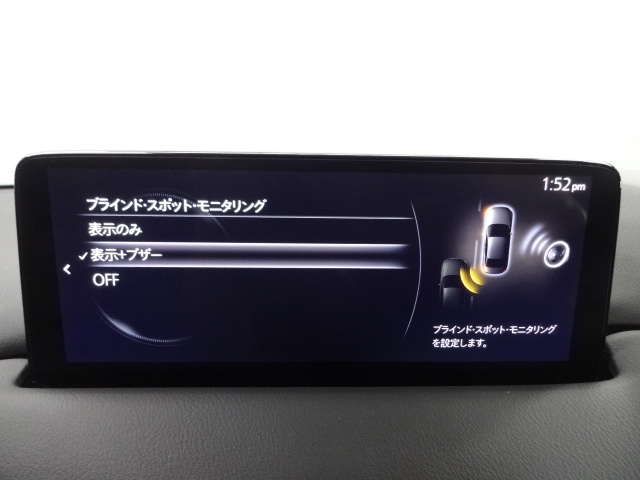 1:52pm
ブラインド・スポット・モニタリング
表示のみ
表示+ブザー
OFF
ブラインド・スポット・モニタリング
を設定します。